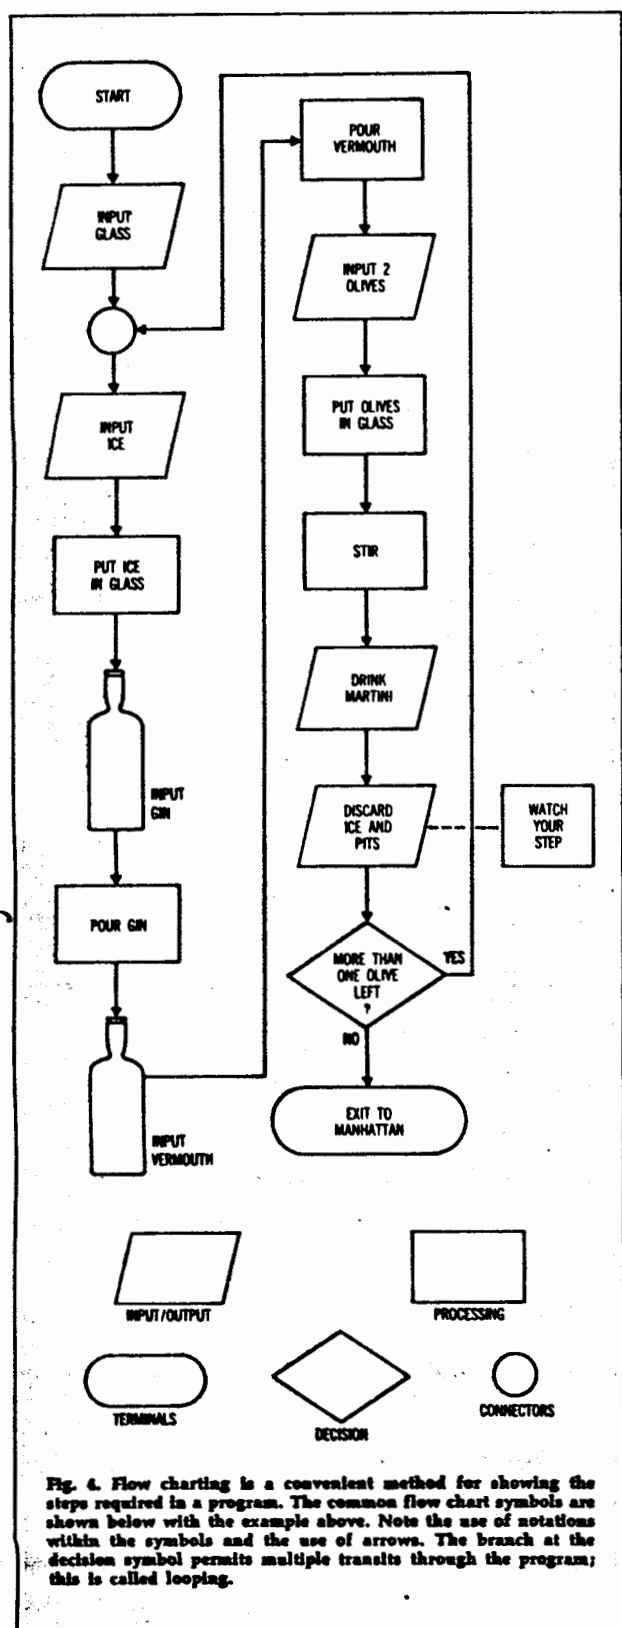 START
INPUT
GLASS
INPUT
ICE
PUT ICE
IN GLASS
INPUT
GIN
POUR GIN
INPUT
VERMOUTH
POUR
VERMOUTH
INPUT 2
OLIVES
PUT OLIVES
IN GLASS
STIR
DRINK
MARTINI
DISCARD
ICE AND
PITS
WATCH
YOUR
STEP
MORE THAN
ONE OLIVE
LEFT
?
YES
NO
EXIT TO
MANHATTAN
INPUT/OUTPUT
PROCESSING
TERMINALS
DECISION
CONNECTORS
Fig. 4. Flow charting is a convenient method for showing the
steps required in a program. The common flow chart symbols are
shown below with the example above. Note the use of notations
within the symbols and the use of arrows. The branch at the
decision symbol permits multiple transits through the program;
this is called looping.